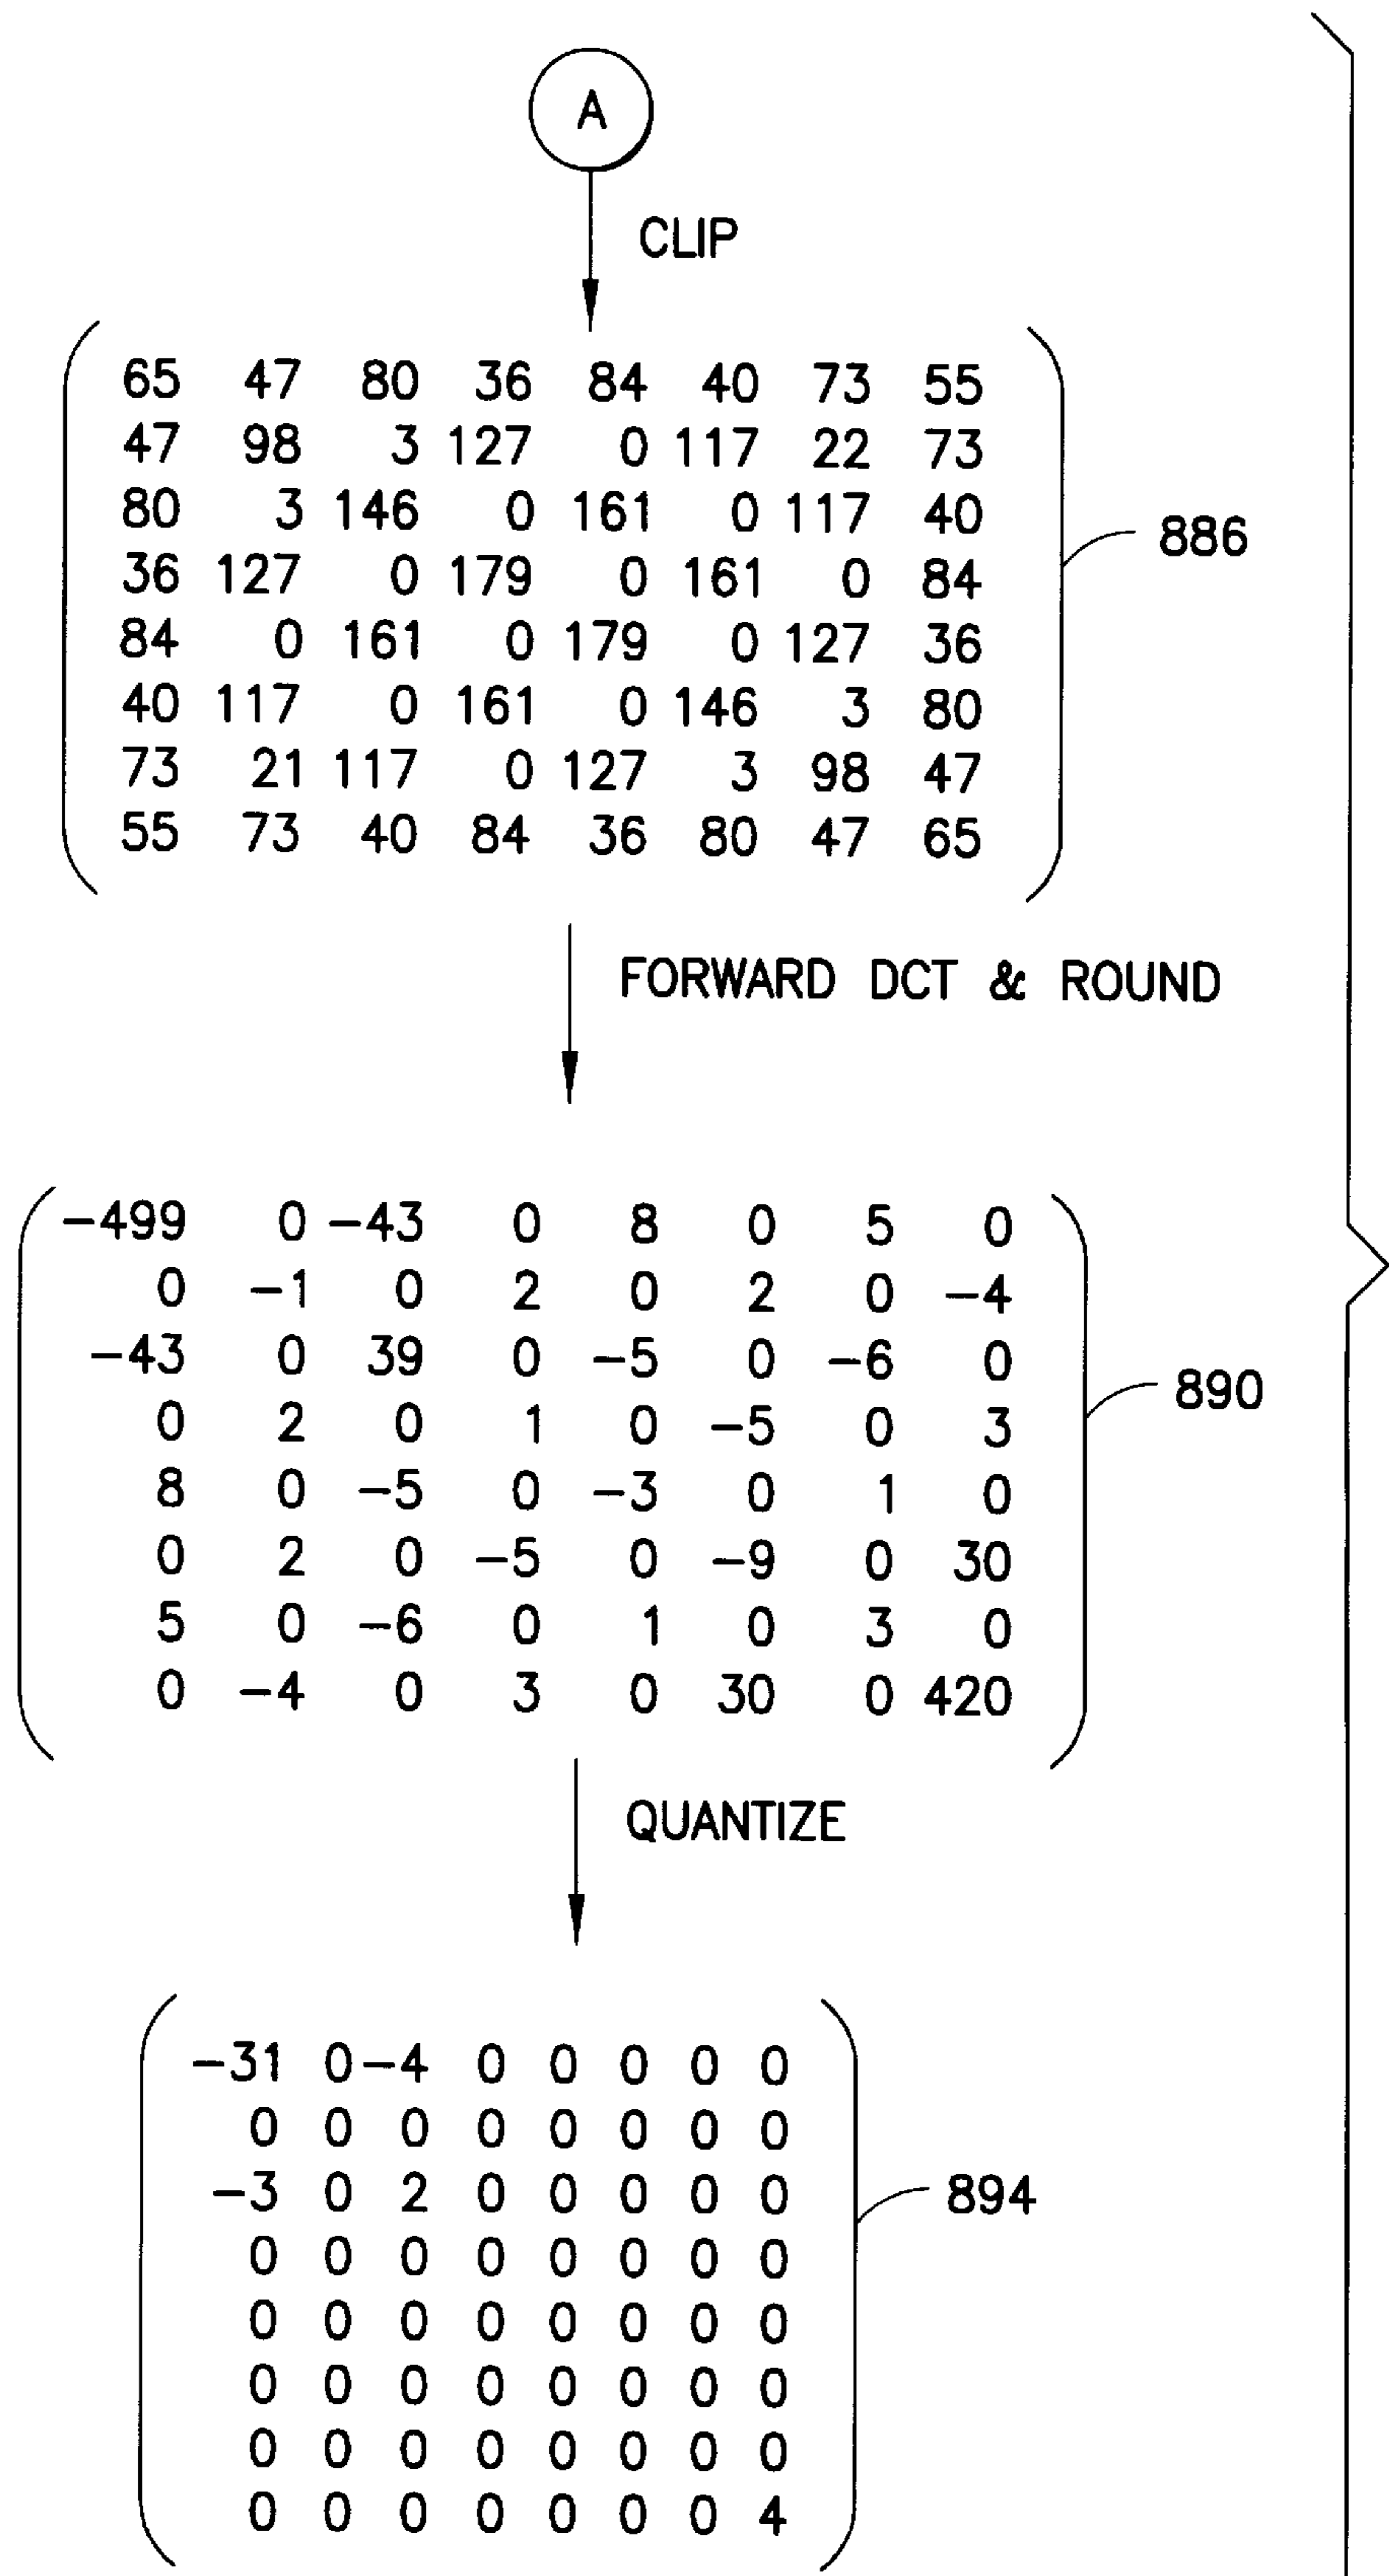 A
CLIP
65 47 80 36 84 40 73 55
47 98 3 127 0 117 22 73
80 3 146 0 161 0 117 40
36 127 0 179 0 161 0 84
84 0 161 0 179 0 127 36
40 117 0 161 0 146 3 80
73 21 117 0 127 3 98 47
55 73 40 84 36 80 47 65
886
FORWARD DCT & ROUND
-499 0 -43 0 8 0 5 0
0 -1 0 2 0 2 0 -4
-43 0 39 0 -5 0 -6 0
0 2 0 1 0 -5 0 3
8 0 -5 0 -3 0 1 0
0 2 0 -5 0 -9 0 30
5 0 -6 0 1 0 3 0
0 -4 0 3 0 30 0 420
890
QUANTIZE
-31 0 -4 0 0 0 0 0
0 0 0 0 0 0 0 0
-3 0 2 0 0 0 0 0
0 0 0 0 0 0 0 0
0 0 0 0 0 0 0 0
0 0 0 0 0 0 0 0
0 0 0 0 0 0 0 0
0 0 0 0 0 0 0 4
894